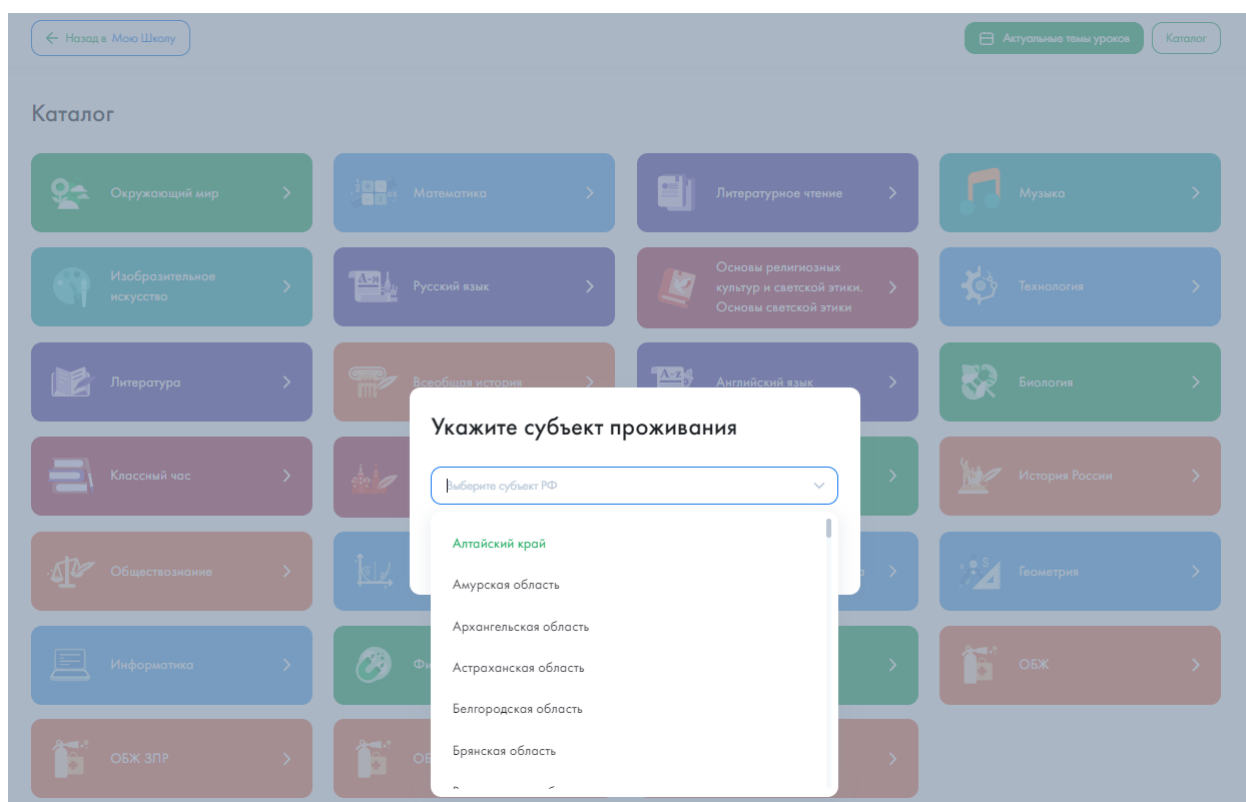 Назад в Мою Школу
Актуальные темы уроков
Каталог
Каталог
Окружающий мир
Математика
Литературное чтение
Музыка
Изобразительное
искусство
А-я
Русский язык
Основы религиозных
культур и светской этики.
Основы светской этики
Технология
Литература
Всеобщая история
A-z
Английский язык
Биология
Классный час
История России
Обществознание
Геометрия
Информатика
ОБЖ
ОБЖ ЗПР
Укажите субъект проживания
Выберите субъект РФ
Алтайский край
Амурская область
Архангельская область
Астраханская область
Белгородская область
Брянская область